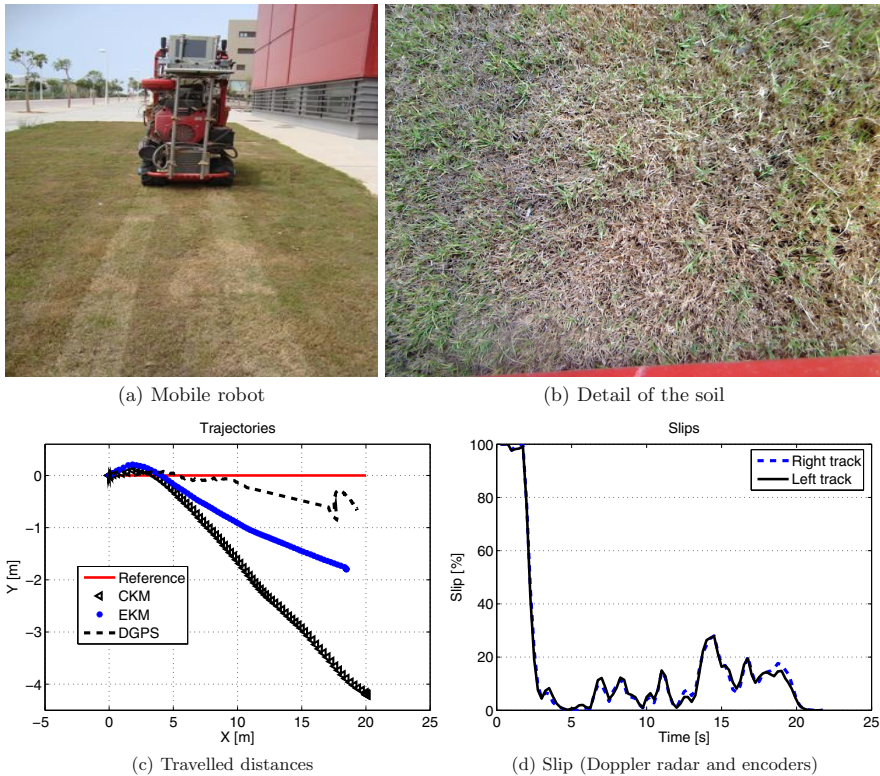 (a) Mobile robot
(b) Detail of the soil
Trajectories
0
−1
−2
−3
−4
Y [m]
Reference
CKM
EKM
DGPS
−5 0 5 10 15 20 25
X [m]
(c) Travelled distances
Slips
100
80
60
40
20
0
Slip [%]
Right track
Left track
0 5 10 15 20 25
Time [s]
(d) Slip (Doppler radar and encoders)